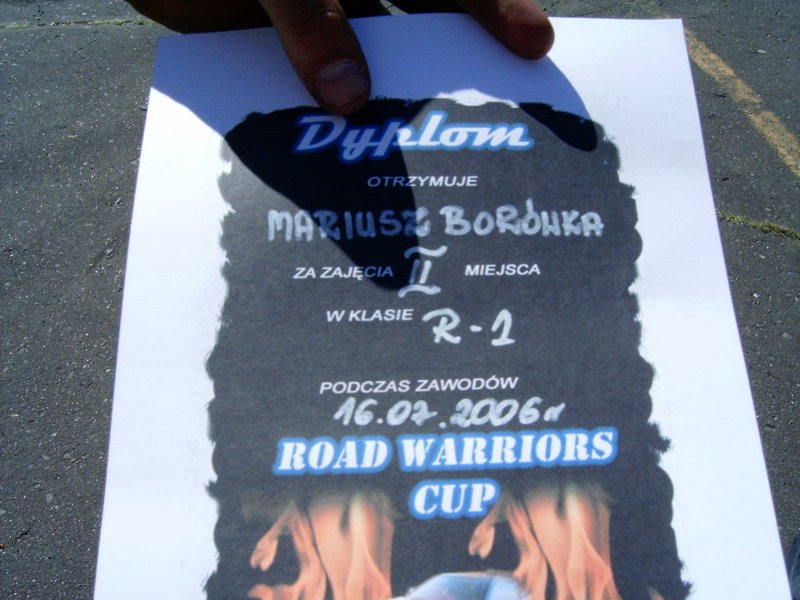 Dyplom
OTRZYMUJE
MARIUSZ BORÓWKA
ZA ZAJĘCIA II MIEJSCA
W KLASIE R-1
PODCZAS ZAWODÓW
16.07.2006r
ROAD WARRIORS
CUP